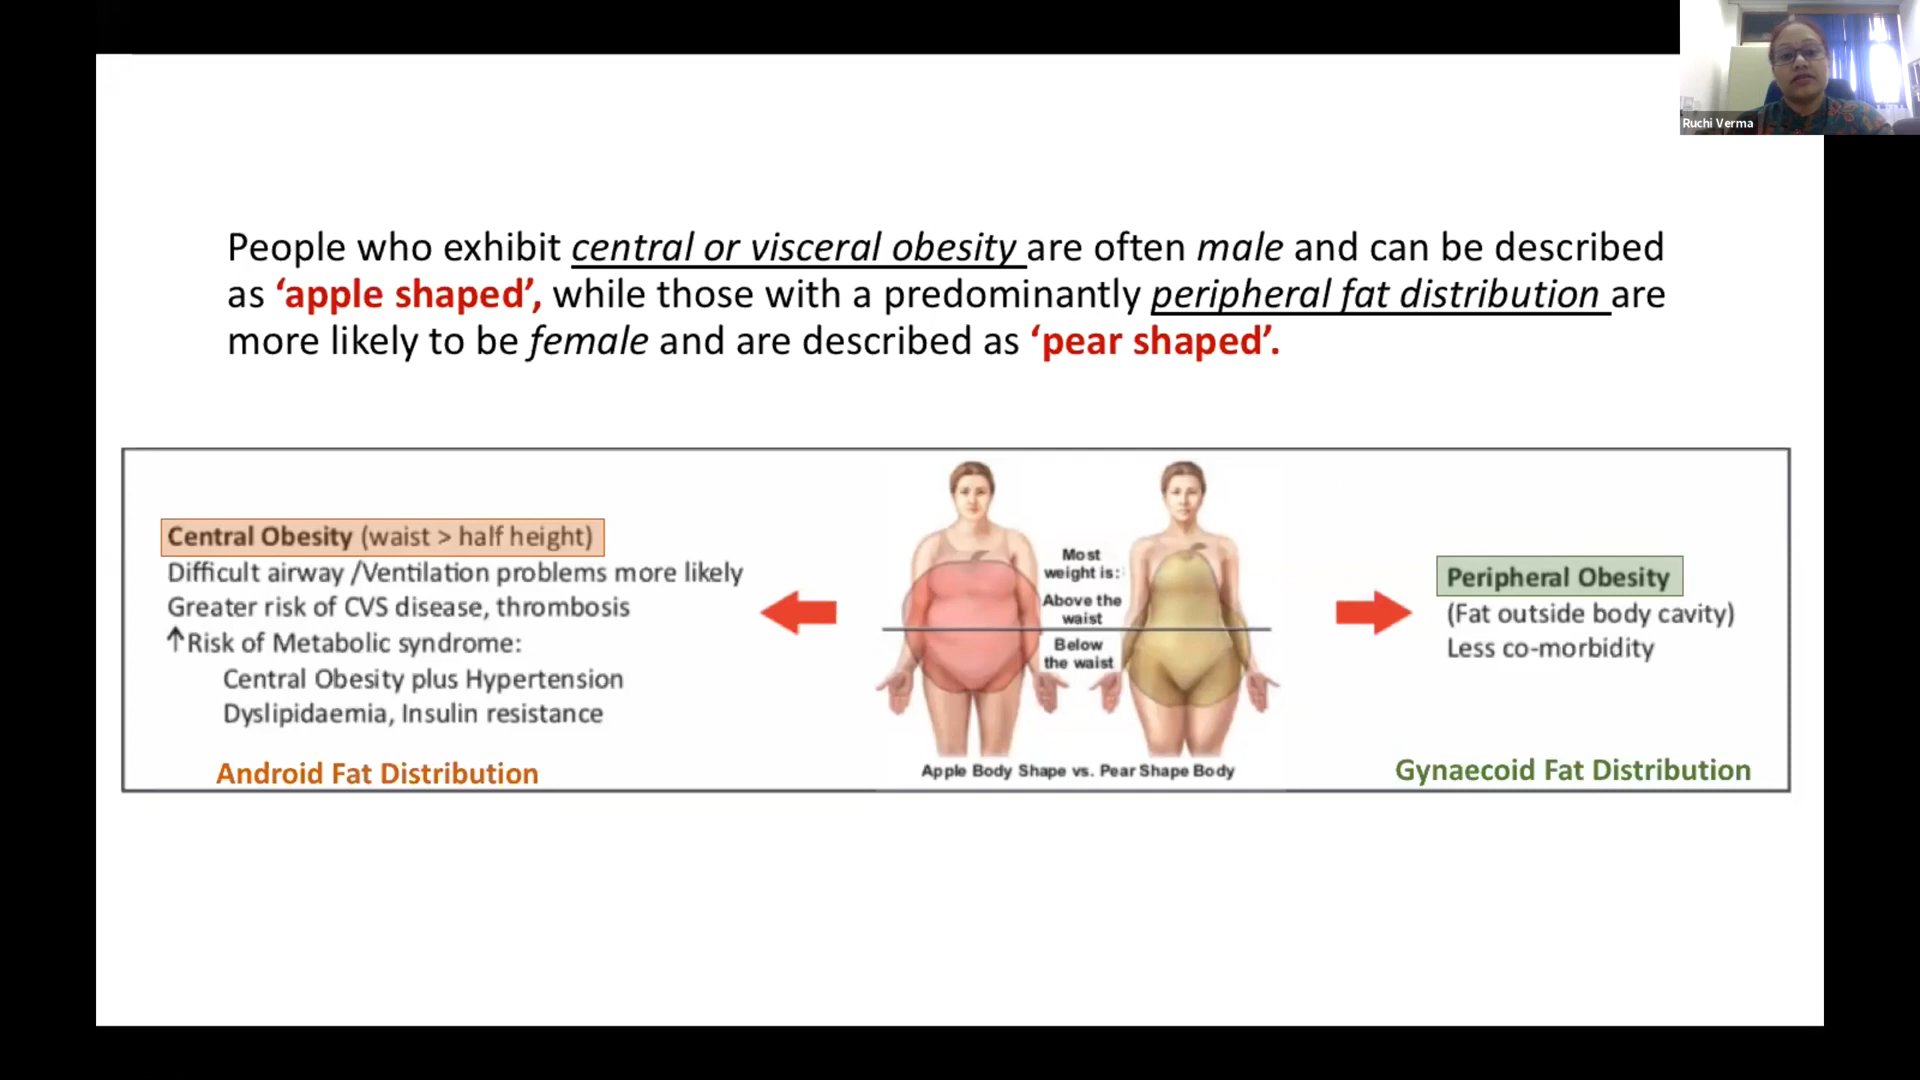 Ruchi Verma
People who exhibit central or visceral obesity are often male and can be described
as ‘apple shaped’, while those with a predominantly peripheral fat distribution are
more likely to be female and are described as ‘pear shaped’.
Central Obesity (waist > half height)
Difficult airway /Ventilation problems more likely
Greater risk of CVS disease, thrombosis
↑Risk of Metabolic syndrome:
Central Obesity plus Hypertension
Dyslipidaemia, Insulin resistance
Android Fat Distribution
Most
weight is:
Above the
waist
Below
the waist
Apple Body Shape vs. Pear Shape Body
Peripheral Obesity
(Fat outside body cavity)
Less co-morbidity
Gynaecoid Fat Distribution